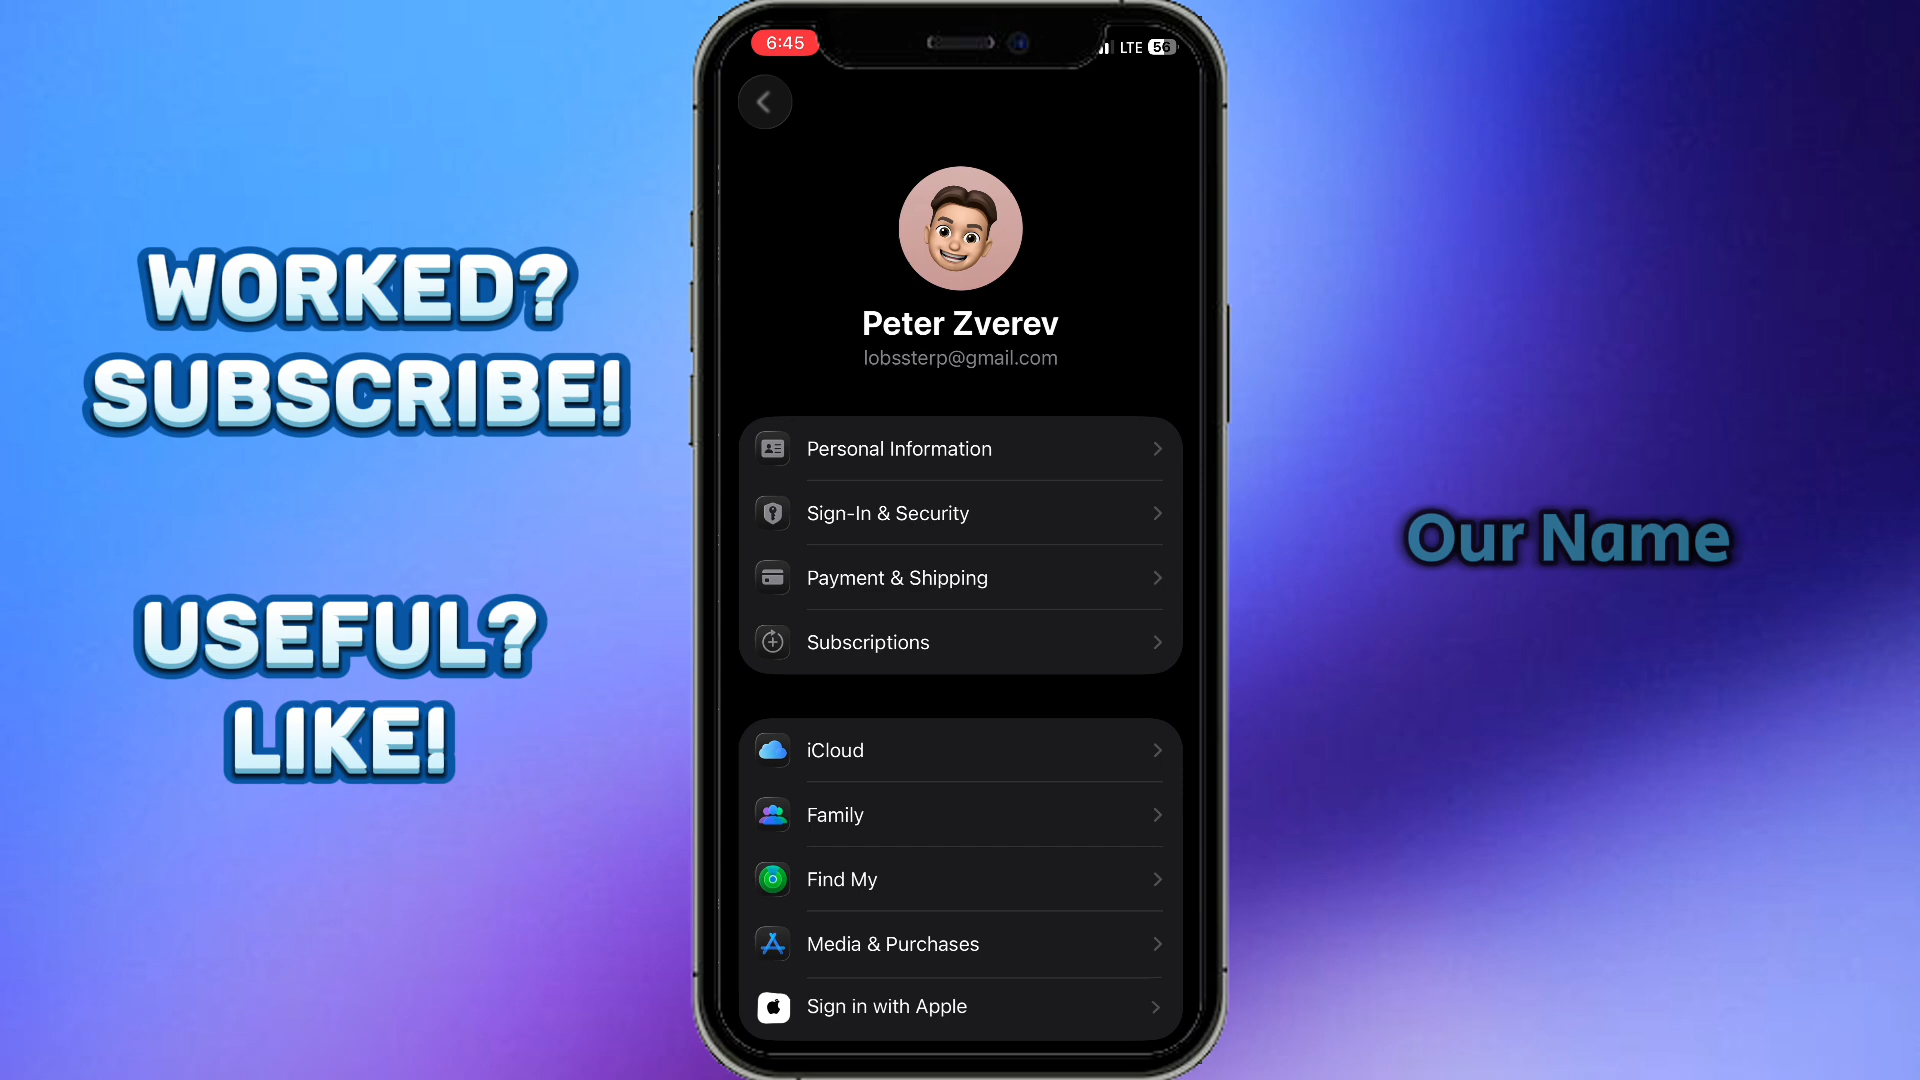 WORKED?
SUBSCRIBE!
USEFUL?
LIKE!
6:45
LTE 56
Peter Zverev
lobssterp@gmail.com
Personal Information
Sign-In & Security
Payment & Shipping
Subscriptions
iCloud
Family
Find My
Media & Purchases
Sign in with Apple
Our Name